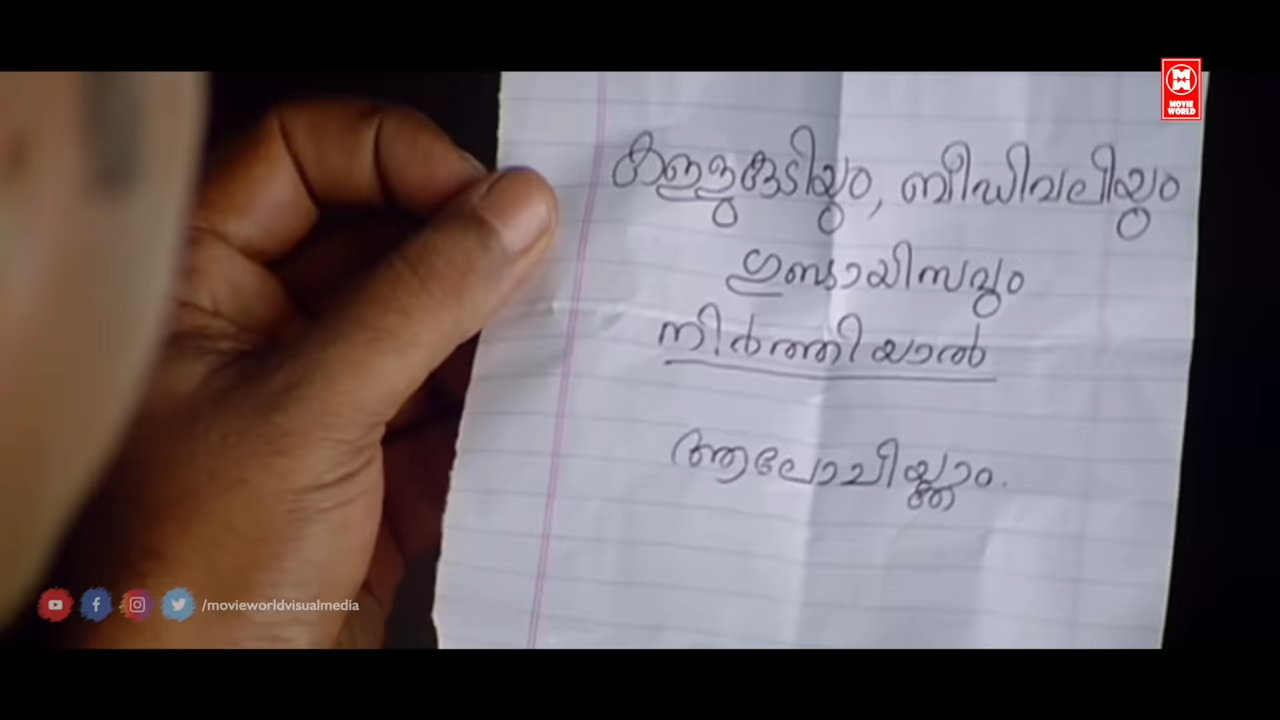 MOVIE
WORLD
കള്ളുകുടിയും, ബീഡിവലിയും
ഗുണ്ടായിസവും
നിർത്തിയാൽ
ആലോചിയ്ക്കാം.
/movieworldvisualmedia